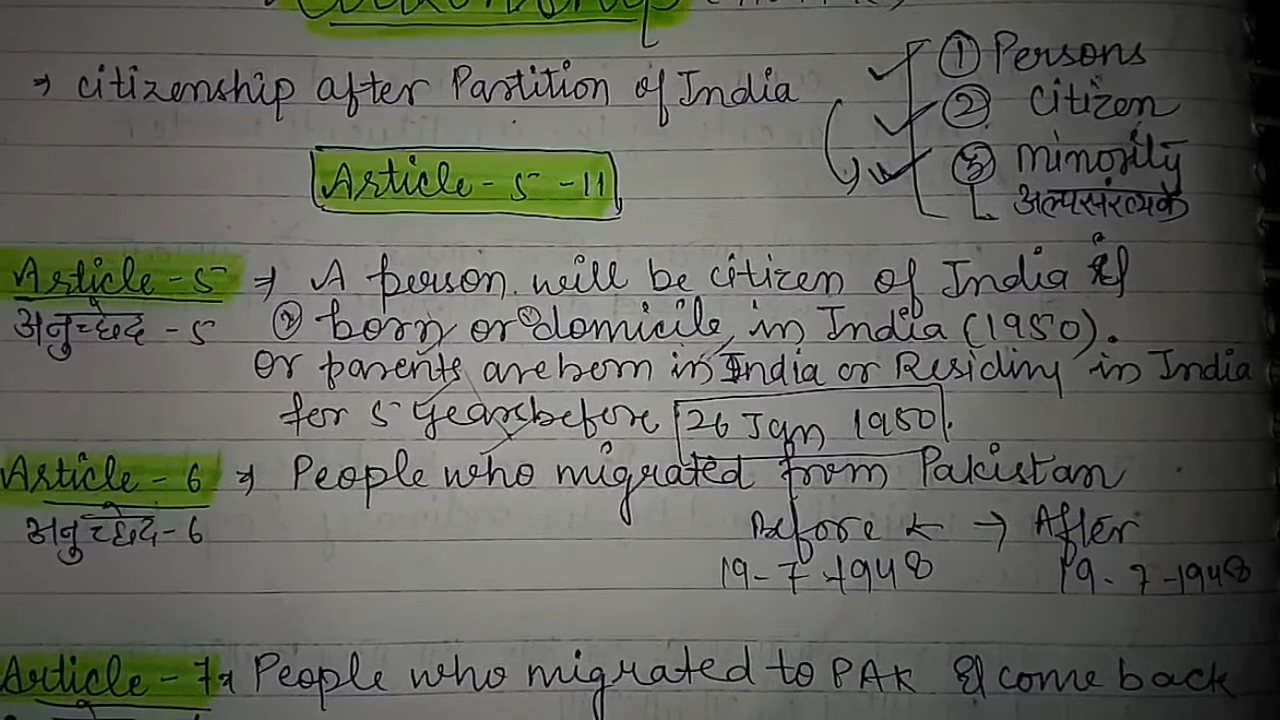 ⇒ citizenship after Partition of India
① Persons
② citizen
③ minority
अल्पसंख्यक
Article - 5 - 11
Article - 5 ⇒ A person will be citizen of India if
अनुच्छेद - 5 ② born or ① domicile in India (1950).
or parents are born in India or Residing in India
for 5 years before 26 Jan 1950.
Article - 6 ⇒ People who migrated from Pakistan
अनुच्छेद - 6 Before ← → After
19-7-1948 19-7-1948
Article - 7 ⇒ People who migrated to PAK & come back